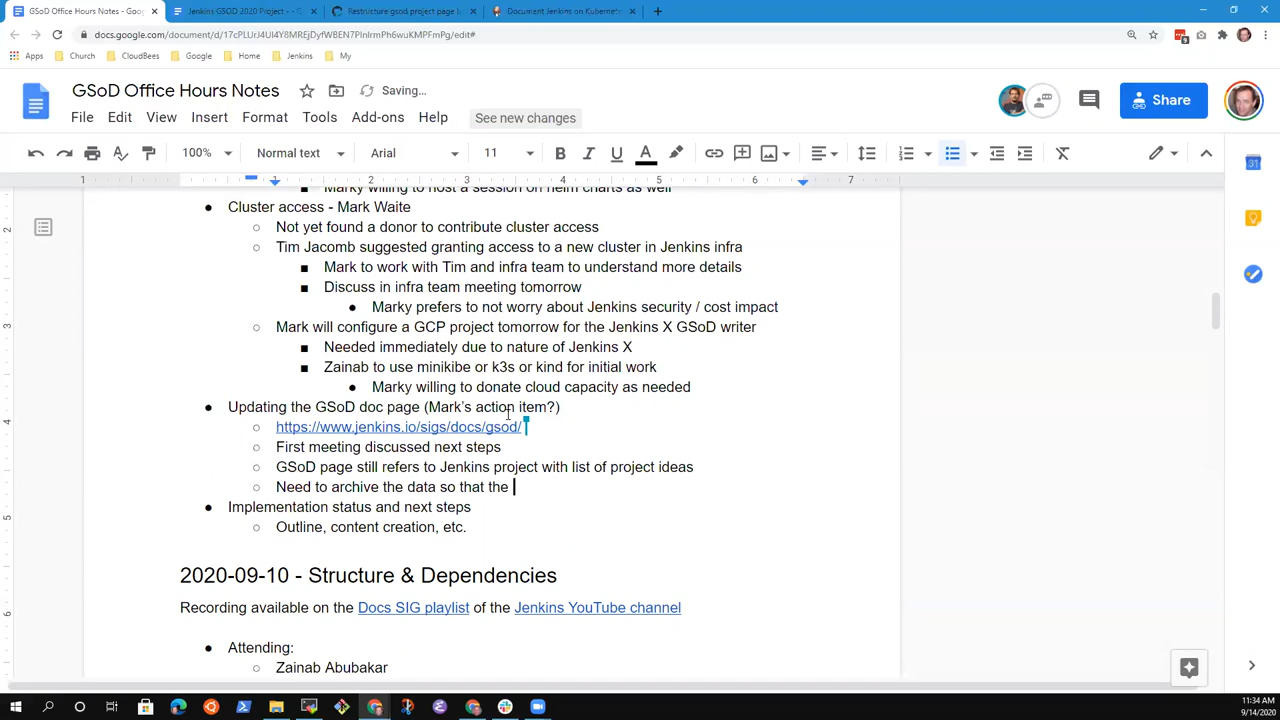 GSoD Office Hours Notes - Goog
Jenkins GSOD 2020 Project - - G
Restructure gsod project page b
Document Jenkins on Kubernete
docs.google.com/document/d/17cPLUrJ4UI4Y8MREjDyfWBEN7PInlrmPh6wuKMPFmPg/edit#
Apps
Church
CloudBees
Google
Home
Jenkins
My
GSoD Office Hours Notes
Saving…
File Edit View Insert Format Tools Add-ons Help
See new changes
Share
100%
Normal text
Arial
11
1 1 2 3 4 5 6 7
Marky willing to host a session on helm charts as well
● Cluster access - Mark Waite
○ Not yet found a donor to contribute cluster access
○ Tim Jacomb suggested granting access to a new cluster in Jenkins infra
■ Mark to work with Tim and infra team to understand more details
■ Discuss in infra team meeting tomorrow
● Marky prefers to not worry about Jenkins security / cost impact
○ Mark will configure a GCP project tomorrow for the Jenkins X GSoD writer
■ Needed immediately due to nature of Jenkins X
■ Zainab to use minikibe or k3s or kind for initial work
● Marky willing to donate cloud capacity as needed
● Updating the GSoD doc page (Mark's action item?)
○ https://www.jenkins.io/sigs/docs/gsod/
○ First meeting discussed next steps
○ GSoD page still refers to Jenkins project with list of project ideas
○ Need to archive the data so that the
● Implementation status and next steps
○ Outline, content creation, etc.
2020-09-10 - Structure & Dependencies
Recording available on the Docs SIG playlist of the Jenkins YouTube channel
● Attending:
○ Zainab Abubakar
11:34 AM
9/14/2020